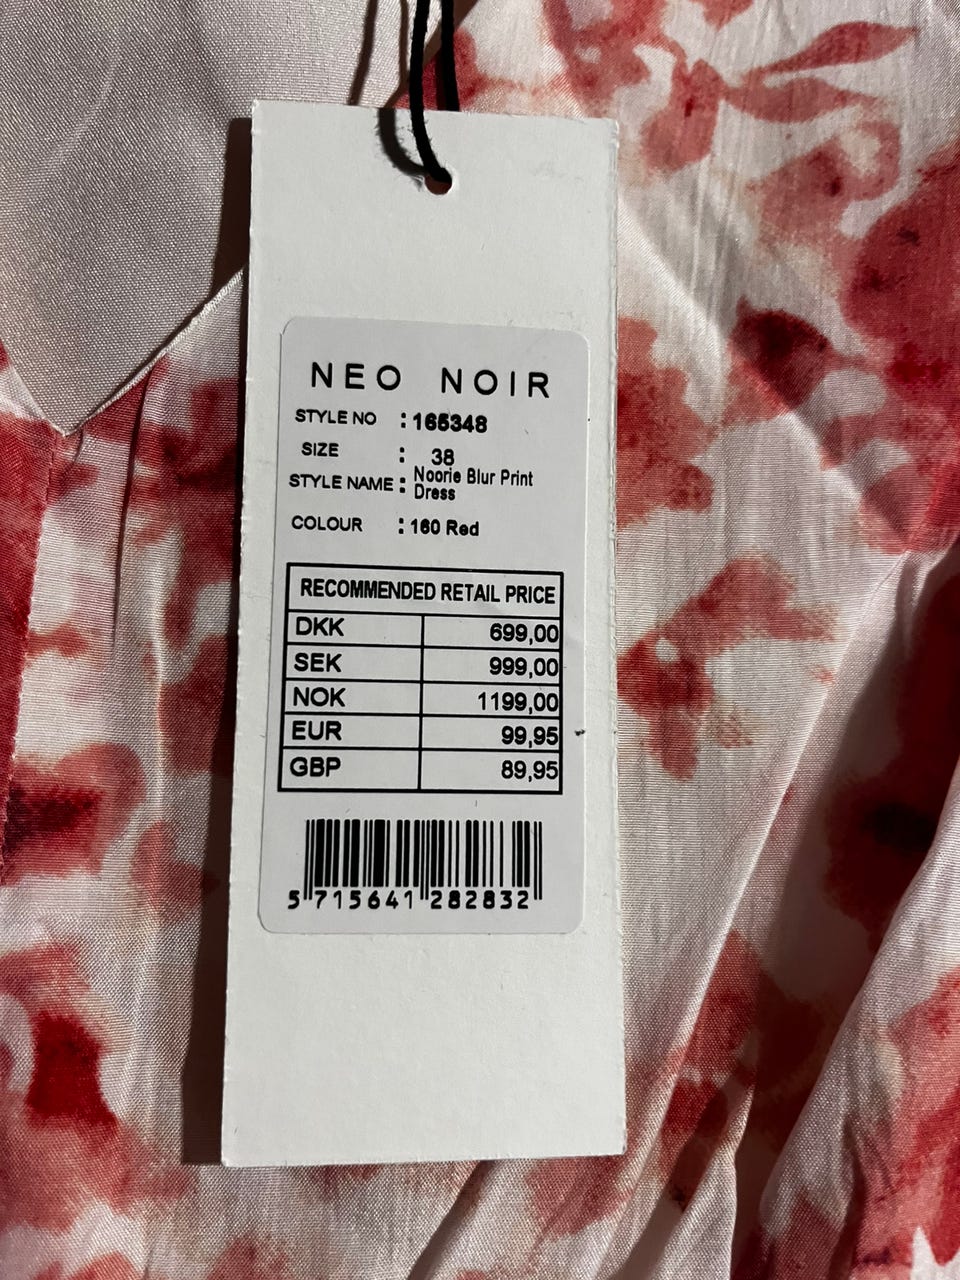 NEO NOIR
STYLE NO : 165348
SIZE : 38
STYLE NAME : Noorie Blur Print
Dress
COLOUR : 160 Red
RECOMMENDED RETAIL PRICE
DKK 699,00
SEK 999,00
NOK 1199,00
EUR 99,95
GBP 89,95
5 715641 282832